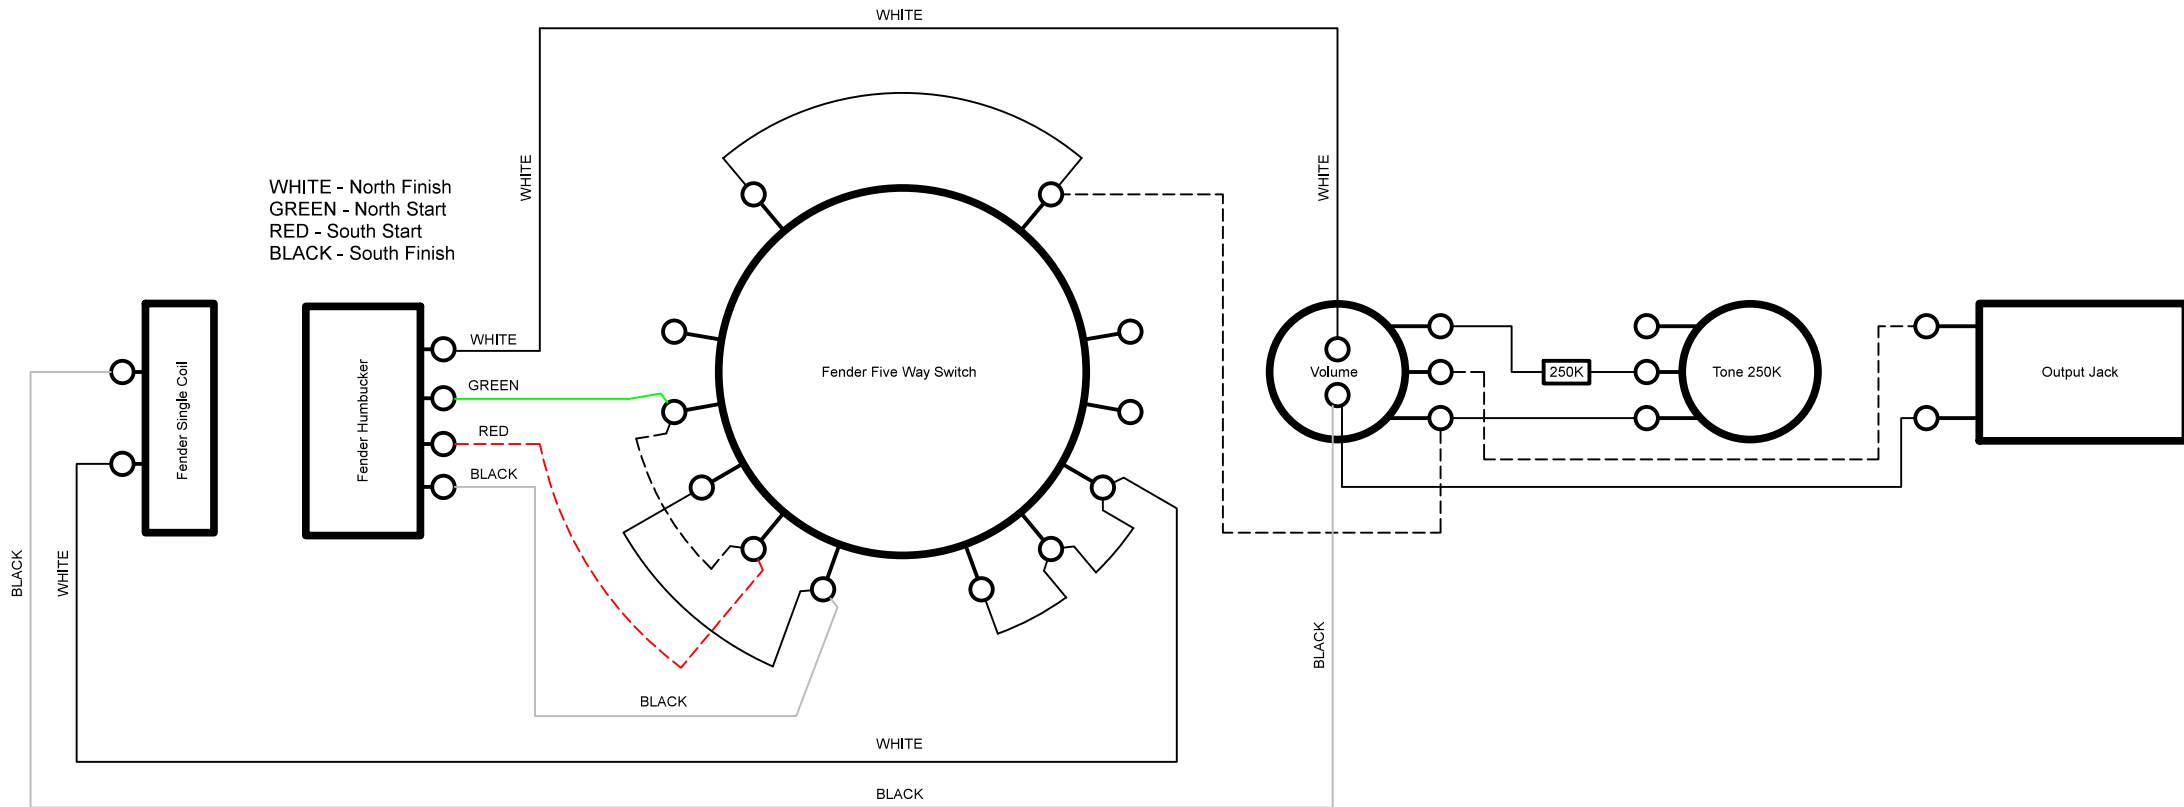 WHITE
WHITE
WHITE
WHITE - North Finish
GREEN - North Start
RED - South Start
BLACK - South Finish
WHITE
GREEN
RED
BLACK
Fender Single Coil
Fender Humbucker
Fender Five Way Switch
Volume
250K
Tone 250K
Output Jack
BLACK
WHITE
BLACK
BLACK
WHITE
BLACK